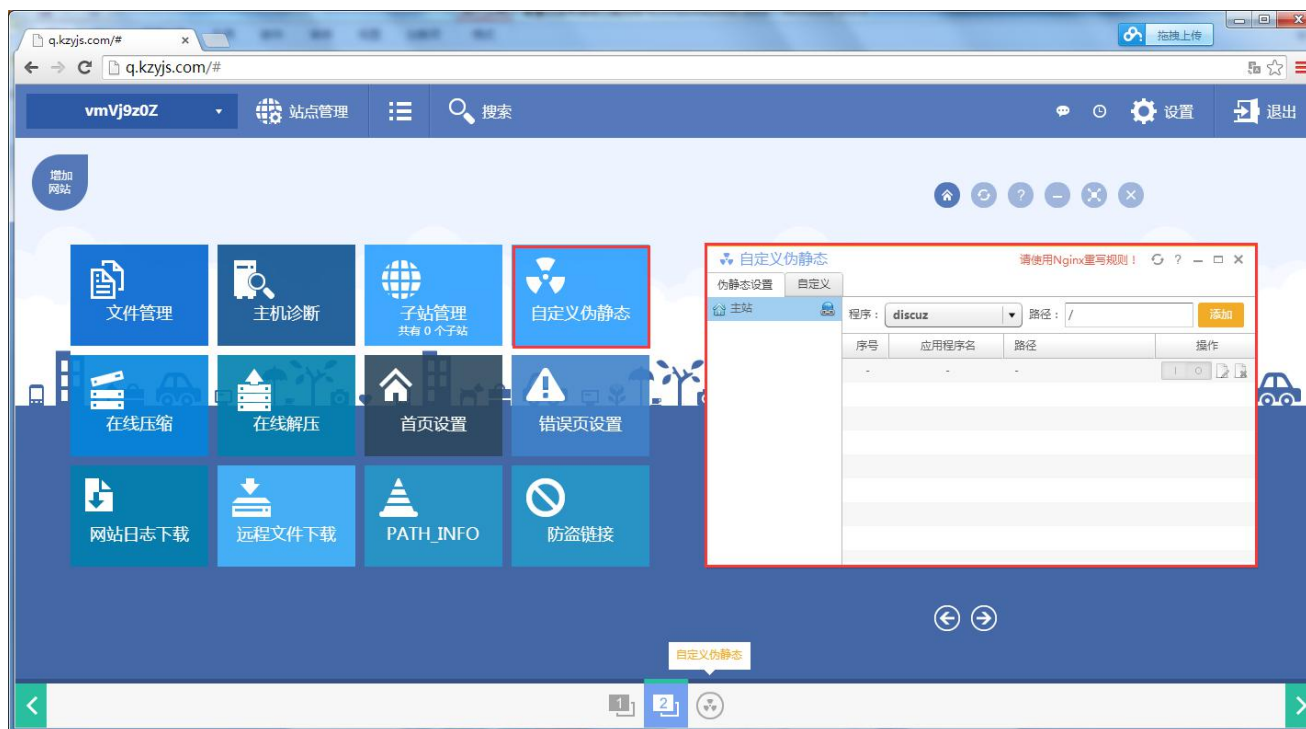 q.kzyjs.com/#
拖拽上传
q.kzyjs.com/#
vmVj9z0Z
站点管理
搜索
设置
退出
增加
网站
文件管理
主机诊断
子站管理
共有 0 个子站
自定义伪静态
在线压缩
在线解压
首页设置
错误页设置
网站日志下载
远程文件下载
PATH_INFO
防盗链接
自定义伪静态
请使用Nginx重写规则！
伪静态设置
自定义
主站
程序：
discuz
路径：
/
添加
序号
应用程序名
路径
操作
-
-
-
I O
自定义伪静态
1
2